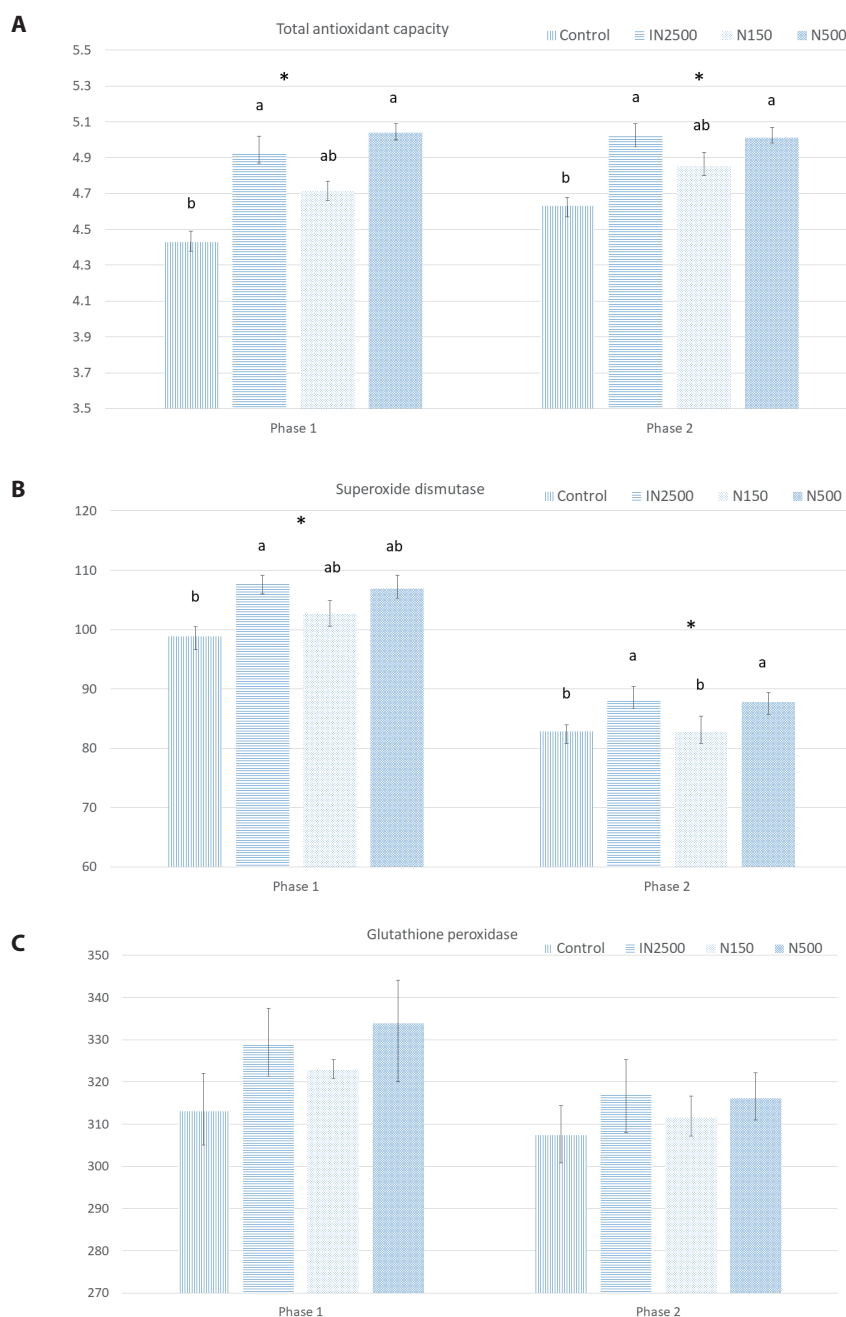 A
Total antioxidant capacity
Control IN2500 N150 N500
5.5
5.3
5.1
4.9
4.7
4.5
4.3
4.1
3.9
3.7
3.5
* *
a a a ab a
ab
b b
Phase 1 Phase 2
B
Superoxide dismutase
Control IN2500 N150 N500
120
110
100
90
80
70
60
*
a ab
ab
b
*
a a
b b
Phase 1 Phase 2
C
Glutathione peroxidase
Control IN2500 N150 N500
350
340
330
320
310
300
290
280
270
Phase 1 Phase 2